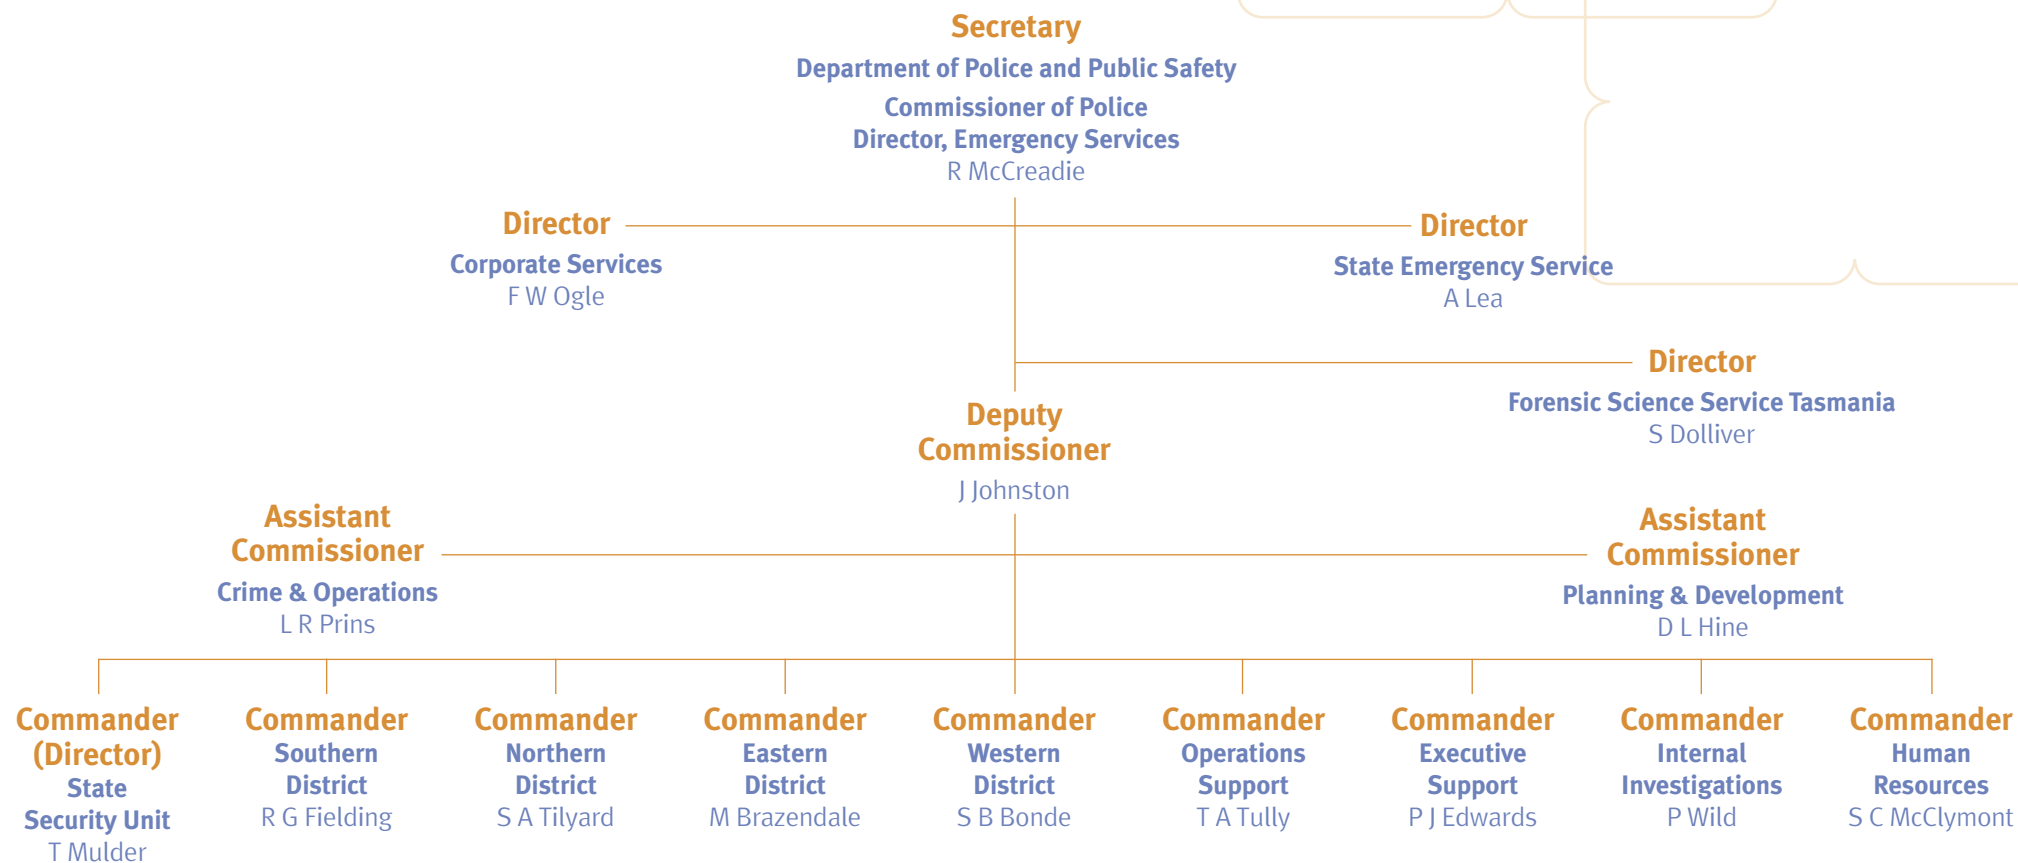 Secretary
Department of Police and Public Safety
Commissioner of Police
Director, Emergency Services
R McCreadie
Director
Corporate Services
F W Ogle
Director
State Emergency Service
A Lea
Director
Forensic Science Service Tasmania
S Dolliver
Deputy
Commissioner
J Johnston
Assistant
Commissioner
Crime & Operations
L R Prins
Assistant
Commissioner
Planning & Development
D L Hine
Commander
(Director)
State
Security Unit
T Mulder
Commander
Southern
District
R G Fielding
Commander
Northern
District
S A Tilyard
Commander
Eastern
District
M Brazendale
Commander
Western
District
S B Bonde
Commander
Operations
Support
T A Tully
Commander
Executive
Support
P J Edwards
Commander
Internal
Investigations
P Wild
Commander
Human
Resources
S C McClymont